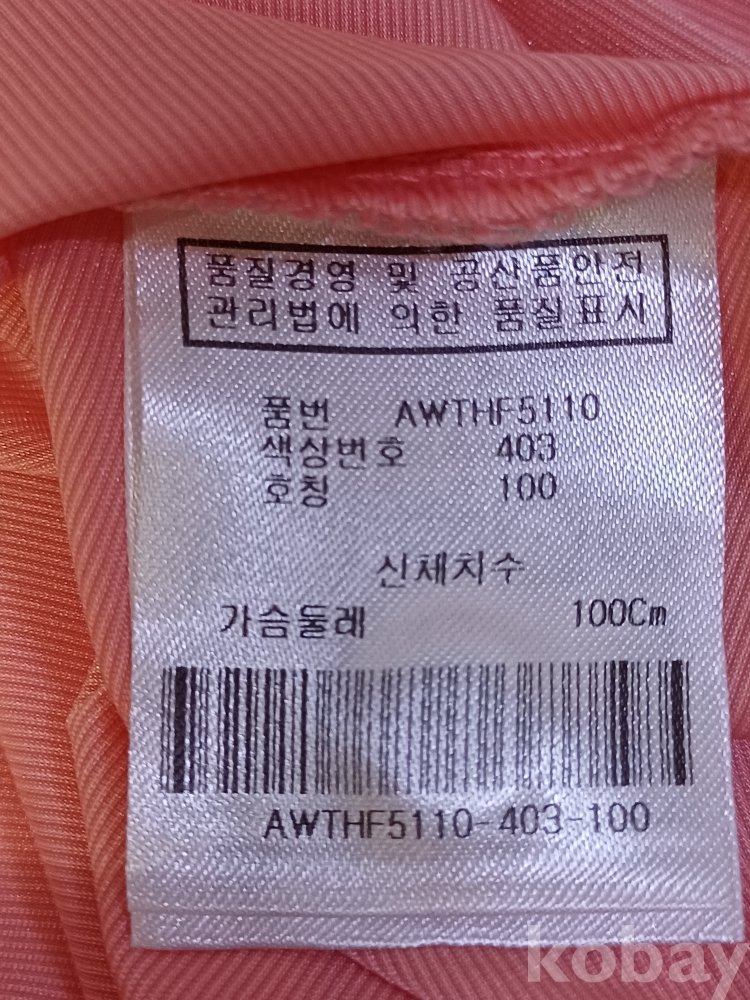 품질경영 및 공산품안전
관리법에 의한 품질표시
품번 AWTHF5110
색상번호 403
호칭 100
신체치수
가슴둘레 100Cm
AWTHF5110-403-100
kobay